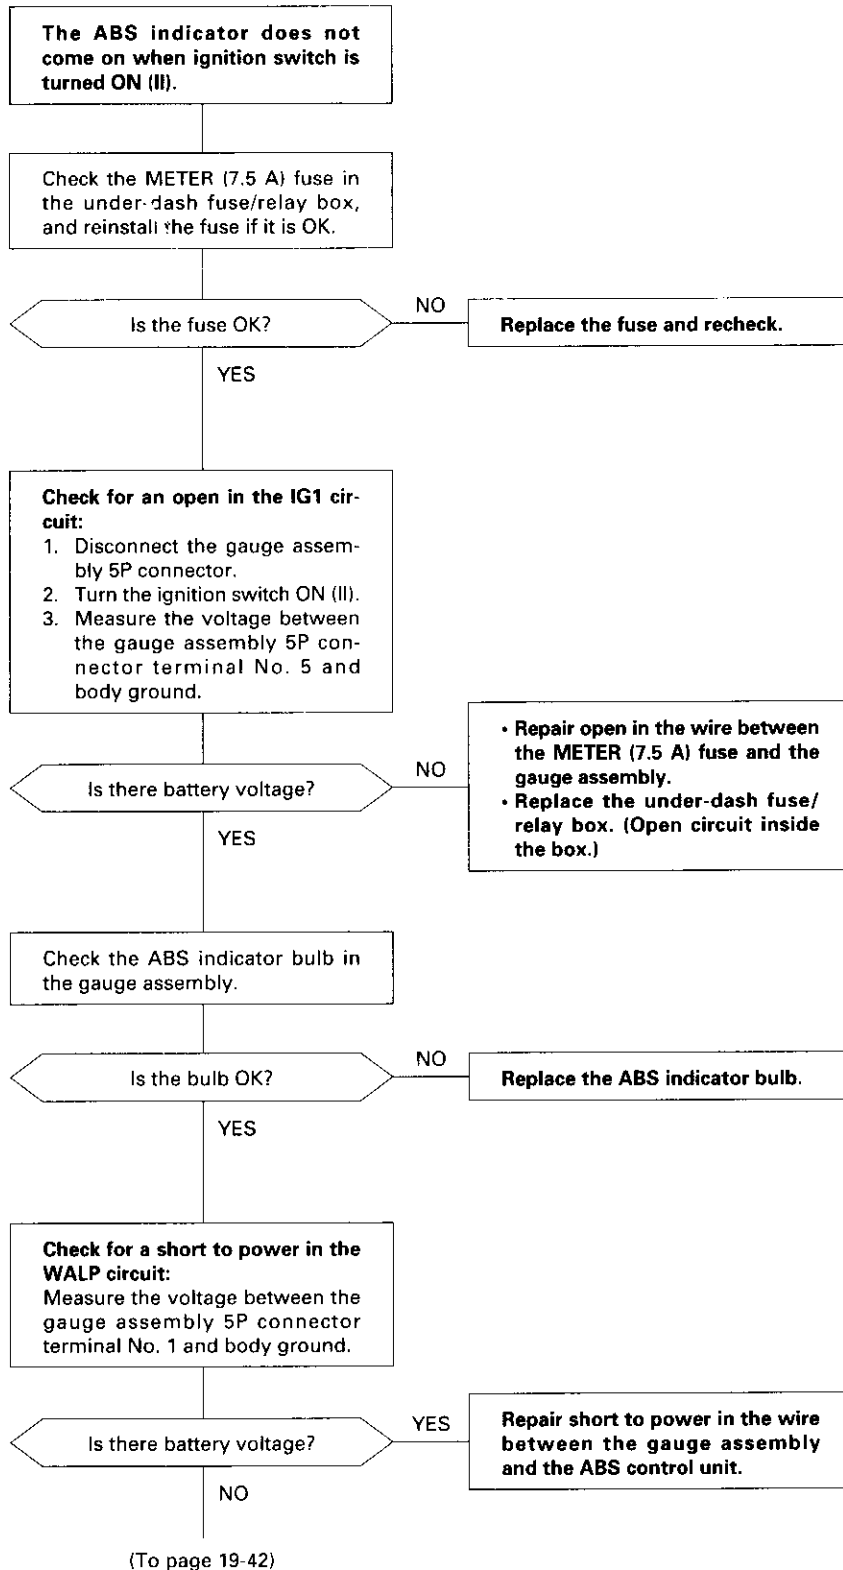 The ABS indicator does not
come on when ignition switch is
turned ON (II).
Check the METER (7.5 A) fuse in
the under-dash fuse/relay box,
and reinstall the fuse if it is OK.
Is the fuse OK?
NO
Replace the fuse and recheck.
YES
Check for an open in the IG1 cir-
cuit:
1. Disconnect the gauge assem-
bly 5P connector.
2. Turn the ignition switch ON (II).
3. Measure the voltage between
the gauge assembly 5P con-
nector terminal No. 5 and
body ground.
Is there battery voltage?
NO
• Repair open in the wire between
the METER (7.5 A) fuse and the
gauge assembly.
• Replace the under-dash fuse/
relay box. (Open circuit inside
the box.)
YES
Check the ABS indicator bulb in
the gauge assembly.
Is the bulb OK?
NO
Replace the ABS indicator bulb.
YES
Check for a short to power in the
WALP circuit:
Measure the voltage between the
gauge assembly 5P connector
terminal No. 1 and body ground.
Is there battery voltage?
YES
Repair short to power in the wire
between the gauge assembly
and the ABS control unit.
NO
(To page 19-42)